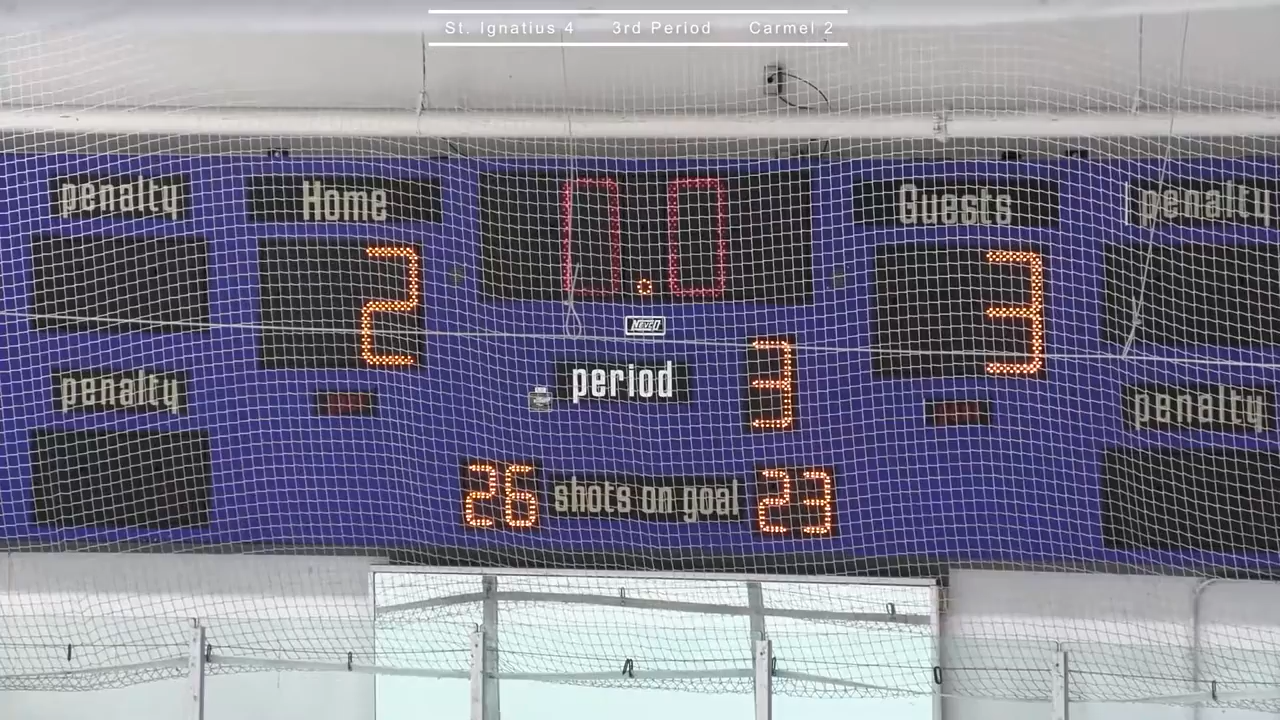 St. Ignatius 4 3rd Period Carmel 2
penalty Home 0.0 Guests penalty
2 3
NEVCO
period 3
penalty penalty
26 shots on goal 23